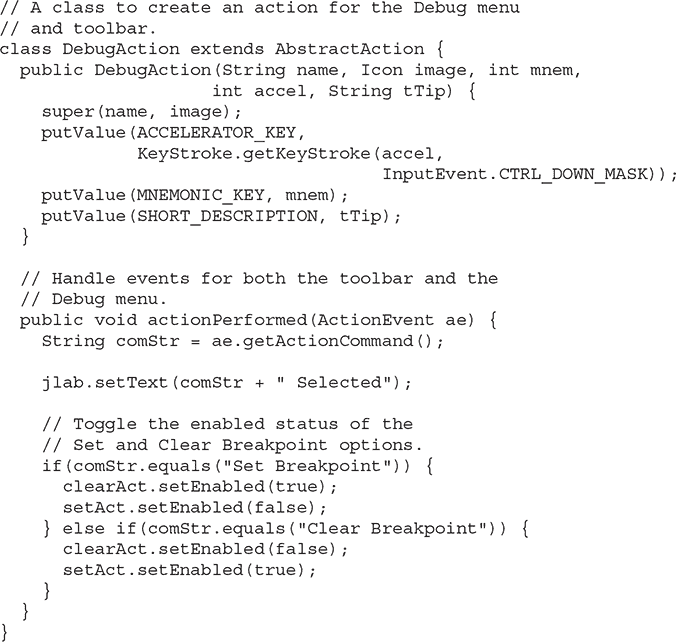 // A class to create an action for the Debug menu
// and toolbar.
class DebugAction extends AbstractAction {
  public DebugAction(String name, Icon image, int mnem,
                    int accel, String tTip) {
    super(name, image);
    putValue(ACCELERATOR_KEY,
             KeyStroke.getKeyStroke(accel,
                                    InputEvent.CTRL_DOWN_MASK));
    putValue(MNEMONIC_KEY, mnem);
    putValue(SHORT_DESCRIPTION, tTip);
  }

  // Handle events for both the toolbar and the
  // Debug menu.
  public void actionPerformed(ActionEvent ae) {
    String comStr = ae.getActionCommand();

    jlab.setText(comStr + " Selected");

    // Toggle the enabled status of the
    // Set and Clear Breakpoint options.
    if(comStr.equals("Set Breakpoint")) {
      clearAct.setEnabled(true);
      setAct.setEnabled(false);
    } else if(comStr.equals("Clear Breakpoint")) {
      clearAct.setEnabled(false);
      setAct.setEnabled(true);
    }
  }
}